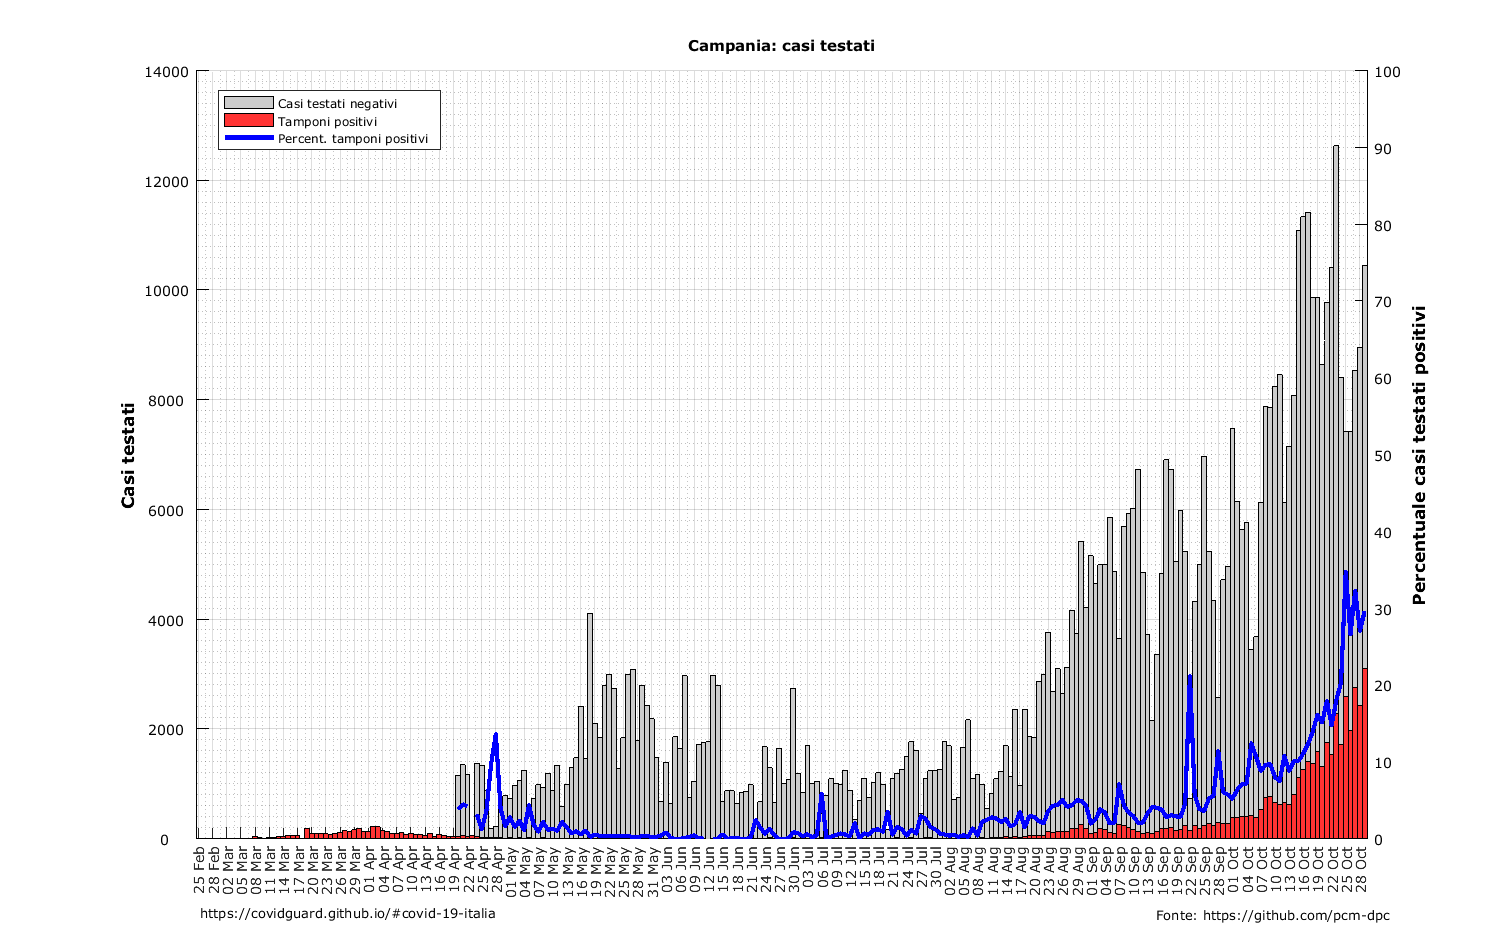 Campania: casi testati
14000
12000
10000
8000
6000
4000
2000
0
Casi testati
Casi testati negativi
Tamponi positivi
Percent. tamponi positivi
100
90
80
70
60
50
40
30
20
10
0
Percentuale casi testati positivi
25 Feb
28 Feb
02 Mar
05 Mar
08 Mar
11 Mar
14 Mar
17 Mar
20 Mar
23 Mar
26 Mar
29 Mar
01 Apr
04 Apr
07 Apr
10 Apr
13 Apr
16 Apr
19 Apr
22 Apr
25 Apr
28 Apr
01 May
04 May
07 May
10 May
13 May
16 May
19 May
22 May
25 May
28 May
31 May
03 Jun
06 Jun
09 Jun
12 Jun
15 Jun
18 Jun
21 Jun
24 Jun
27 Jun
30 Jun
03 Jul
06 Jul
09 Jul
12 Jul
15 Jul
18 Jul
21 Jul
24 Jul
27 Jul
30 Jul
02 Aug
05 Aug
08 Aug
11 Aug
14 Aug
17 Aug
20 Aug
23 Aug
26 Aug
29 Aug
01 Sep
04 Sep
07 Sep
10 Sep
13 Sep
16 Sep
19 Sep
22 Sep
25 Sep
28 Sep
01 Oct
04 Oct
07 Oct
10 Oct
13 Oct
16 Oct
19 Oct
22 Oct
25 Oct
28 Oct
https://covidguard.github.io/#covid-19-italia
Fonte: https://github.com/pcm-dpc